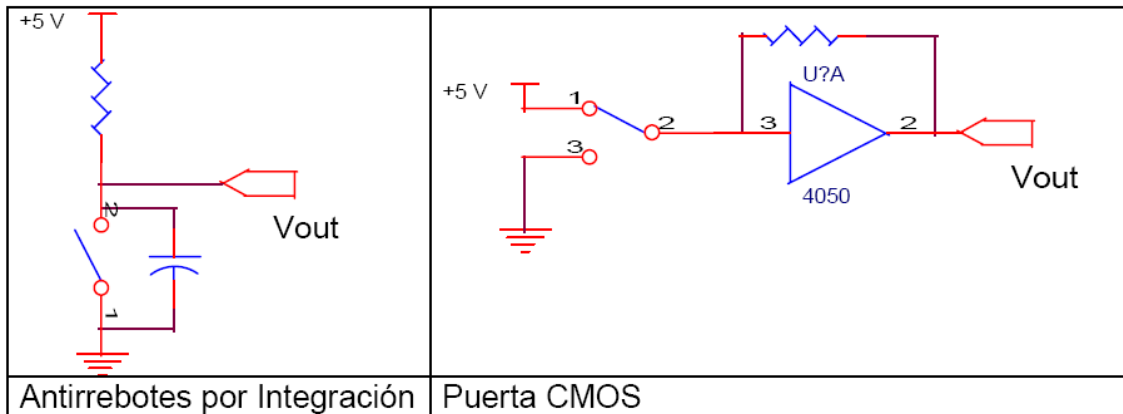 +5 V
2
Vout
1
Antirrebotes por Integración
+5 V
1
2
3
U?A
3
2
4050
Vout
Puerta CMOS